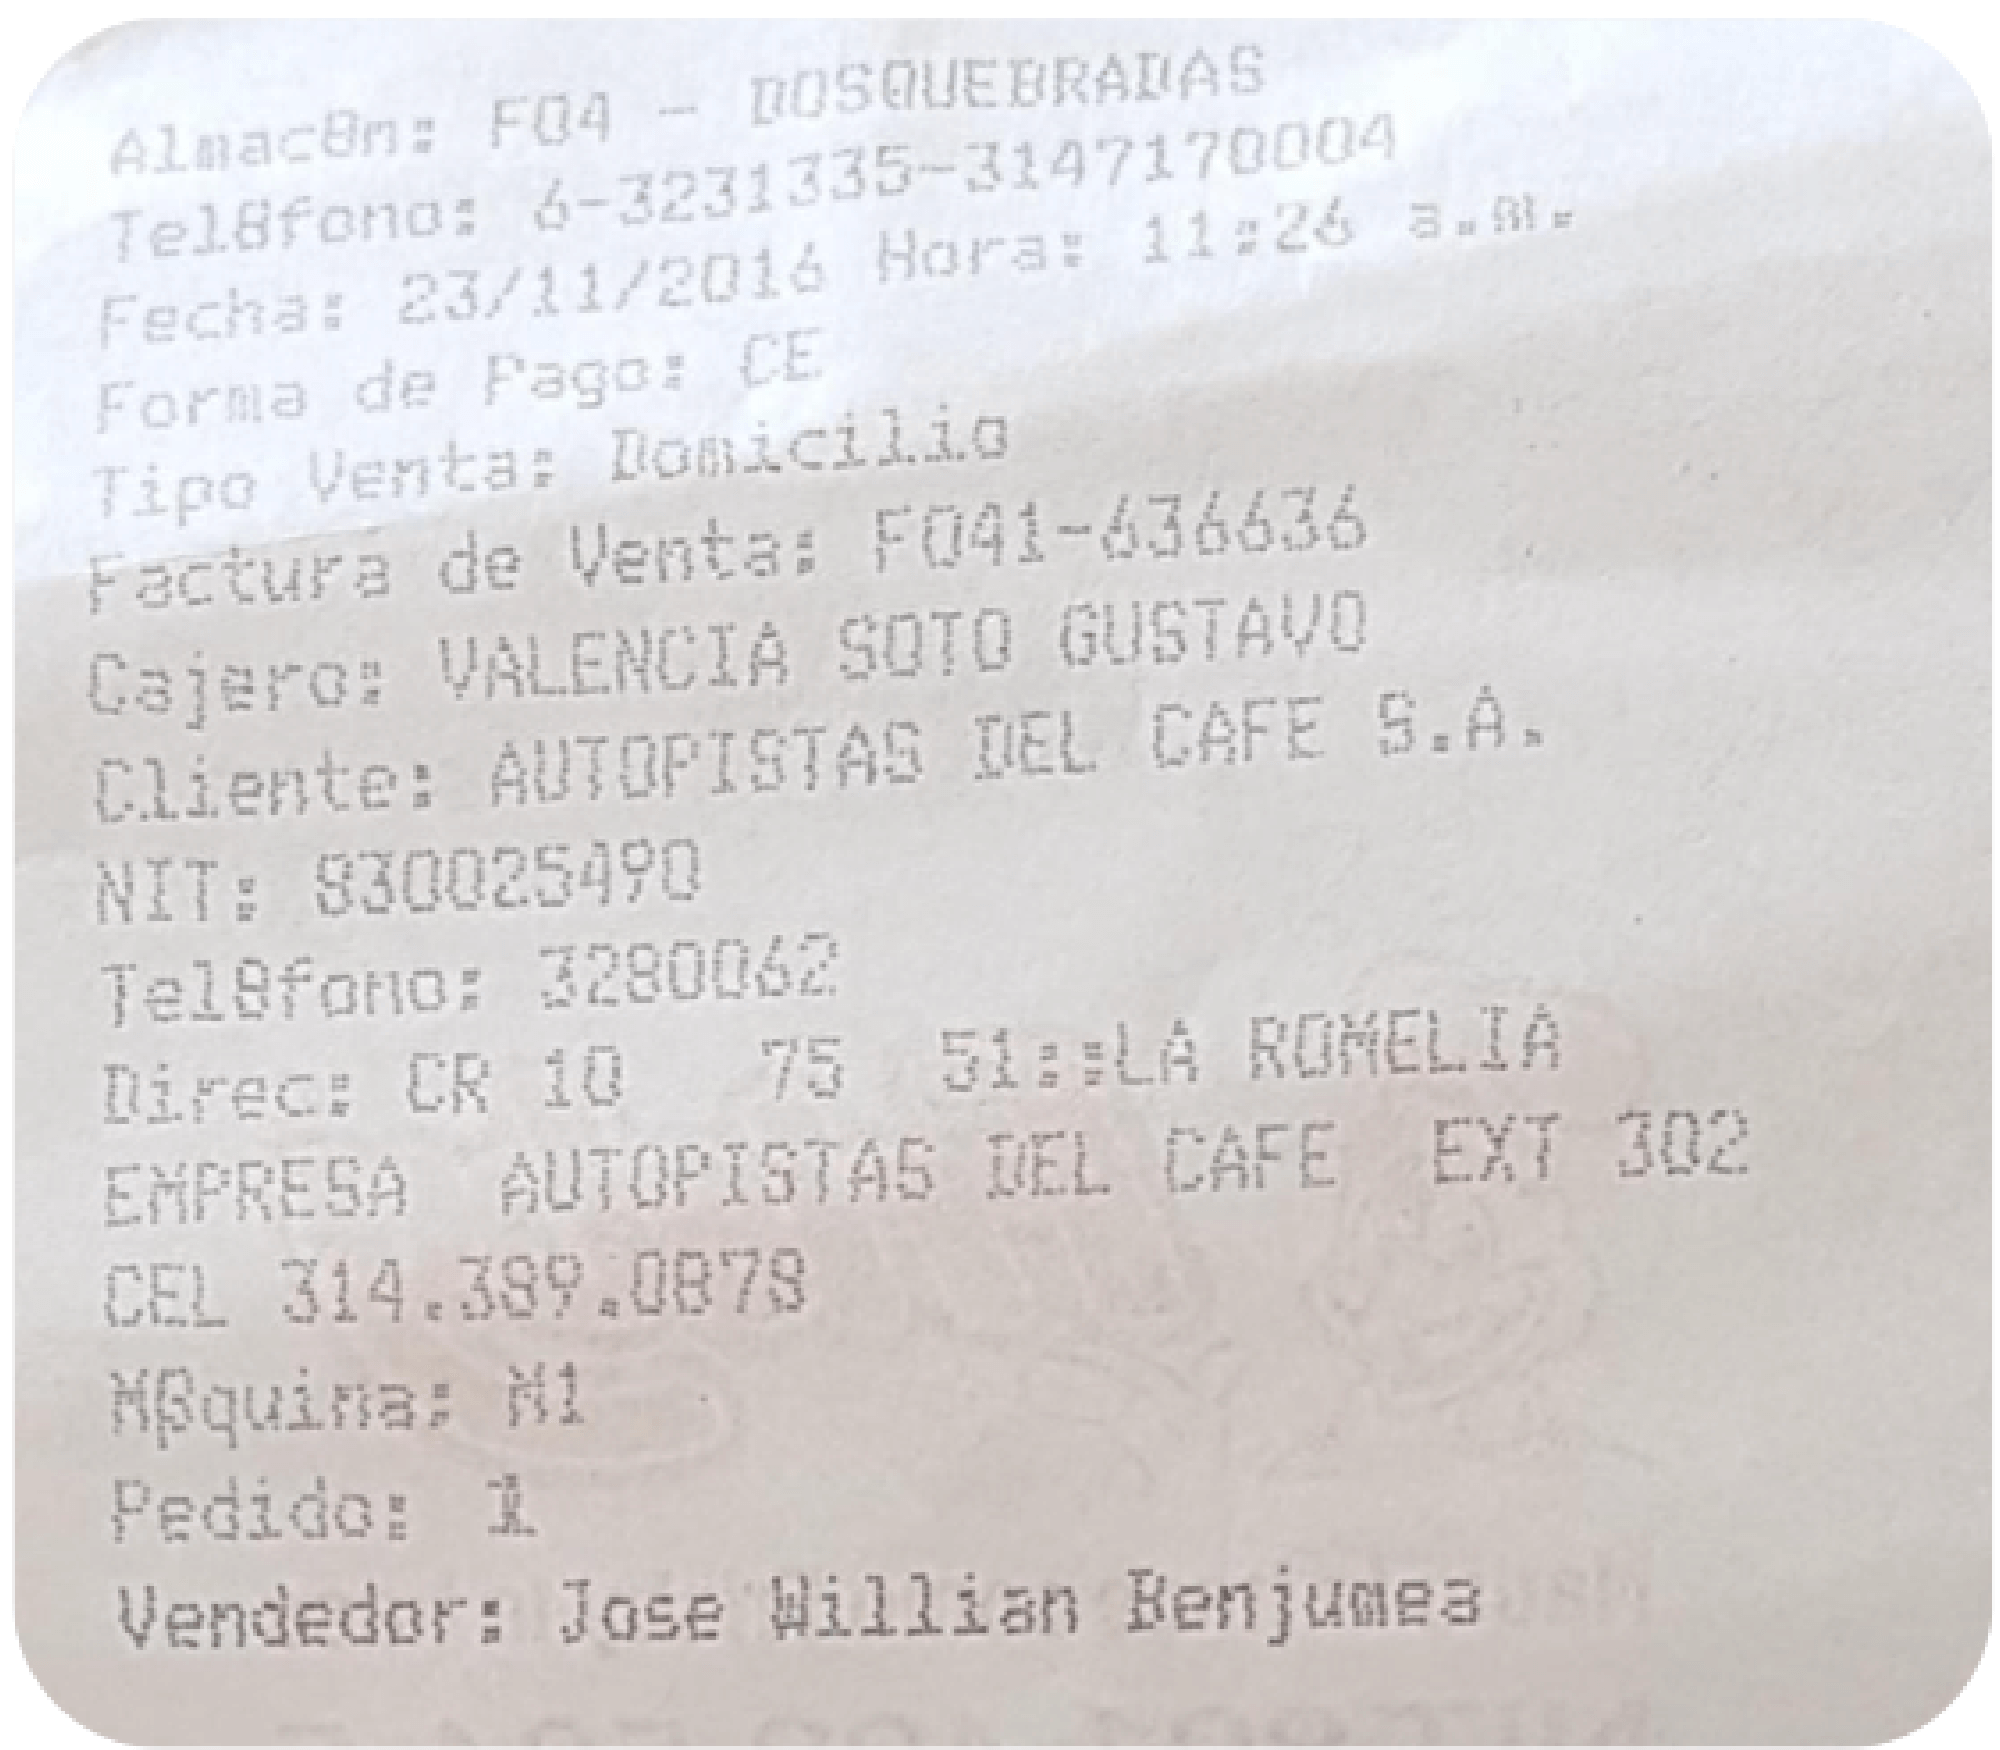 Almac8n: F04 - DOSQUEBRADAS
Tel8fono: 6-3231335-3147170004
Fecha: 23/11/2016 Hora: 11:26 a.m.
Forma de Pago: CE
Tipo Venta: Domicilio
Factura de Venta: F041-636636
Cajero: VALENCIA SOTO GUSTAVO
Cliente: AUTOPISTAS DEL CAFE S.A.
NIT: 830025490
Tel8fono: 3280062
Direc: CR 10 75 51::LA ROMELIA
EMPRESA AUTOPISTAS DEL CAFE EXT 302
CEL 314.389.0878
M8quina: M1
Pedido:
Vendedor: Jose Willian Benjumea